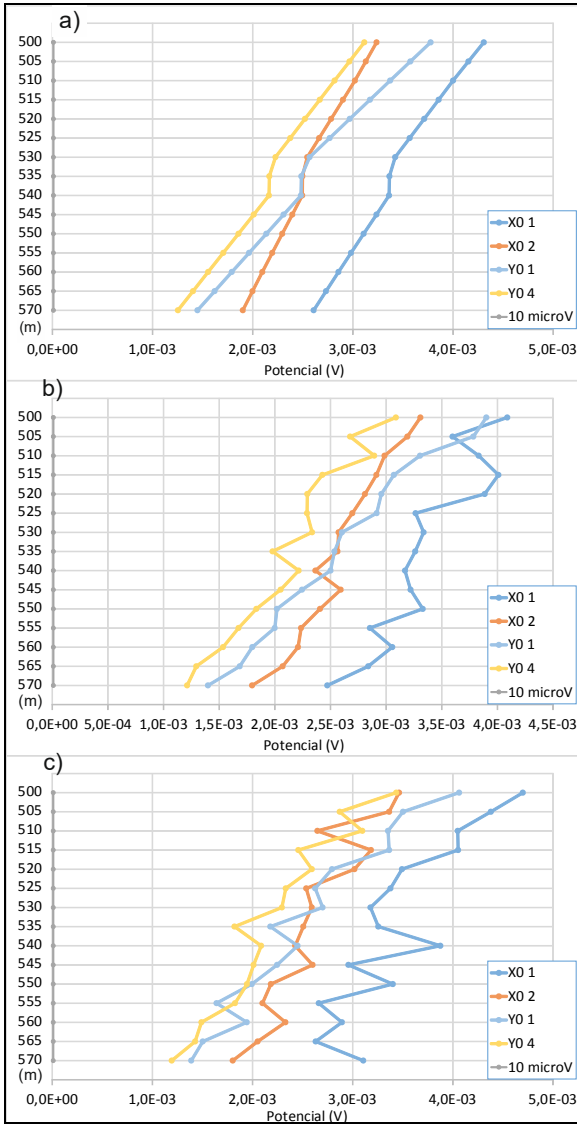 a)
500
505
510
515
520
525
530
535
540
545
550
555
560
565
570
(m)
X0 1
X0 2
Y0 1
Y0 4
10 microV
0,0E+00 1,0E-03 2,0E-03 3,0E-03 4,0E-03 5,0E-03
Potencial (V)
b)
500
505
510
515
520
525
530
535
540
545
550
555
560
565
570
(m)
X0 1
X0 2
Y0 1
Y0 4
10 microV
0,0E+00 5,0E-04 1,0E-03 1,5E-03 2,0E-03 2,5E-03 3,0E-03 3,5E-03 4,0E-03 4,5E-03
Potencial (V)
c)
500
505
510
515
520
525
530
535
540
545
550
555
560
565
570
(m)
X0 1
X0 2
Y0 1
Y0 4
10 microV
0,0E+00 1,0E-03 2,0E-03 3,0E-03 4,0E-03 5,0E-03
Potencial (V)